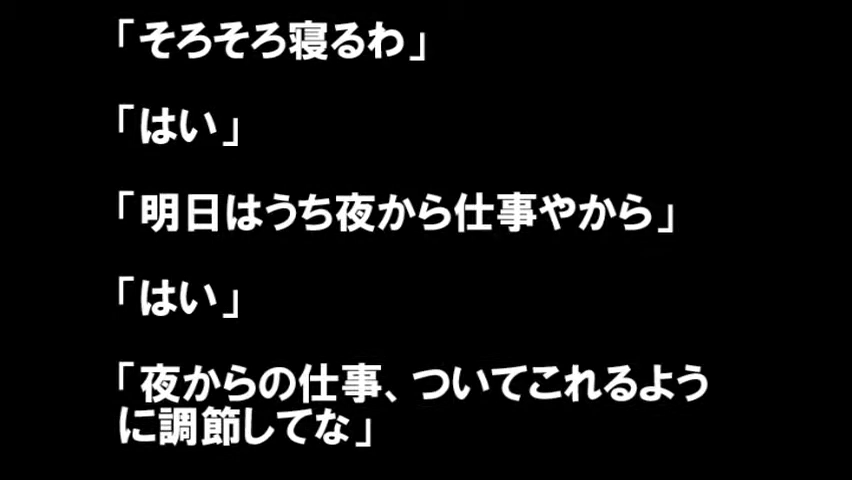 「そろそろ寝るわ」
「はい」
「明日はうち夜から仕事やから」
「はい」
「夜からの仕事、ついてこれるよう
に調節してな」